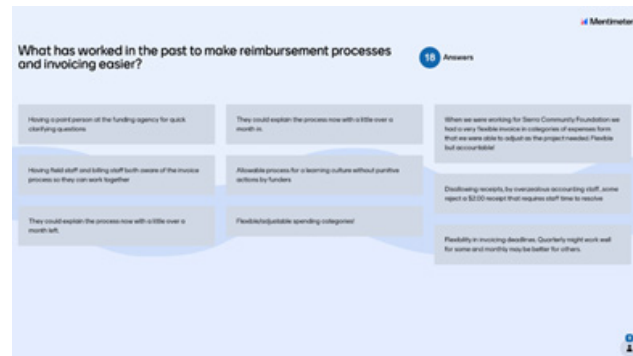 Mentimeter
What has worked in the past to make reimbursement processes
and invoicing easier?
18 Answers
Having a point person at the funding agency for quick
clarifying questions
Having field staff and billing staff both aware of the invoice
process so they can work together
They could explain the process now with a little over a
month left.
They could explain the process now with a little over a
month in.
Allowable process for a learning culture without punitive
actions by funders
Flexible/adjustable spending categories!
When we were working for Sierra Community Foundation we
had a very flexible invoice in categories of expenses form
that we were able to adjust as the project needed. Flexible
but accountable!
Disallowing receipts, by overzealous accounting staff, some
reject a $2.00 receipt that requires staff time to resolve
Flexibility in invoicing deadlines. Quarterly might work well
for some and monthly may be better for others.